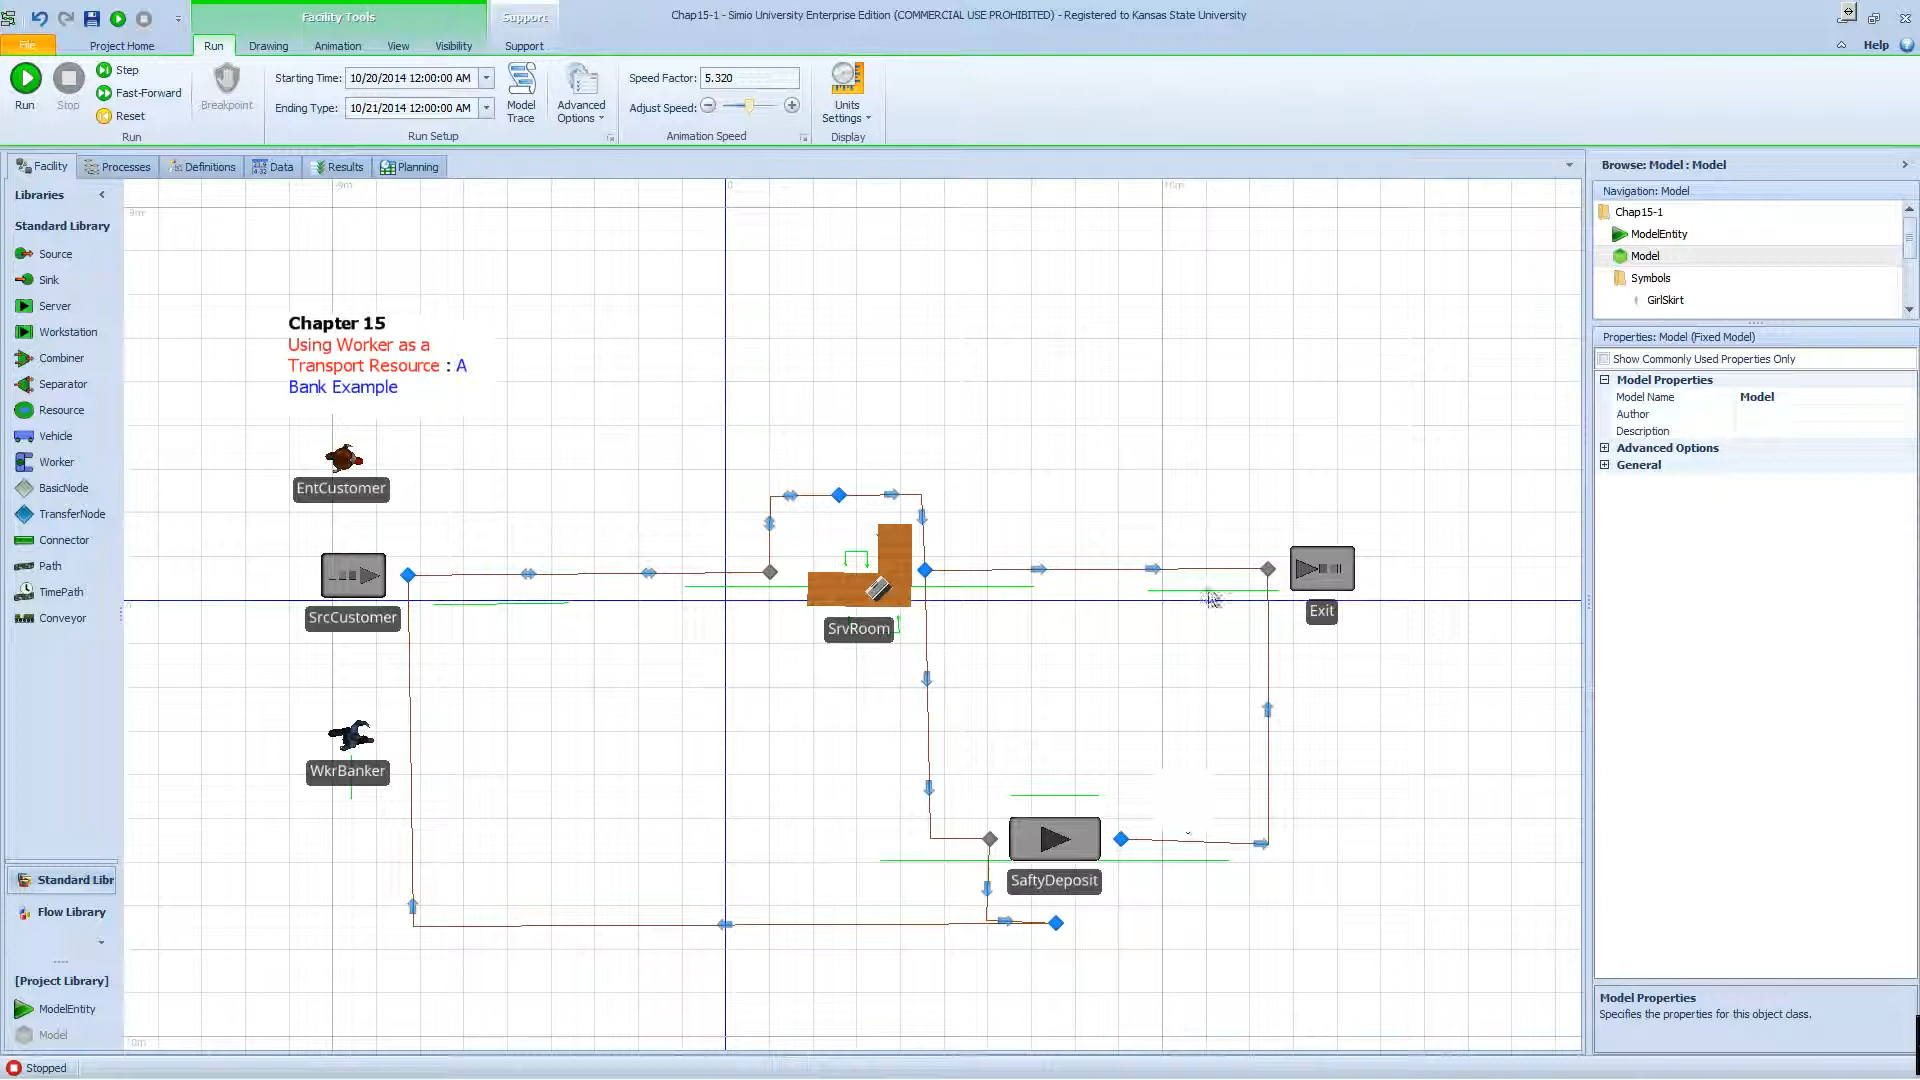 Facility Tools
Support
Chap15-1 - Simio University Enterprise Edition (COMMERCIAL USE PROHIBITED) - Registered to Kansas State University
File
Project Home
Run
Drawing
Animation
View
Visibility
Support
Help
Run
Stop
Step
Fast-Forward
Reset
Run
Breakpoint
Starting Time: 10/20/2014 12:00:00 AM
Ending Type: 10/21/2014 12:00:00 AM
Run Setup
Model
Trace
Advanced
Options
Speed Factor: 5.320
Adjust Speed:
Animation Speed
Units
Settings
Display
Facility
Processes
Definitions
Data
Results
Planning
Libraries
Standard Library
Source
Sink
Server
Workstation
Combiner
Separator
Resource
Vehicle
Worker
BasicNode
TransferNode
Connector
Path
TimePath
Conveyor
Standard Libr
Flow Library
[Project Library]
ModelEntity
Model
Chapter 15
Using Worker as a
Transport Resource : A
Bank Example
EntCustomer
SrcCustomer
WkrBanker
SrvRoom
Exit
SaftyDeposit
Browse: Model : Model
Navigation: Model
Chap15-1
ModelEntity
Model
Symbols
GirlSkirt
Properties: Model (Fixed Model)
Show Commonly Used Properties Only
Model Properties
Model Name Model
Author
Description
Advanced Options
General
Model Properties
Specifies the properties for this object class.
Stopped